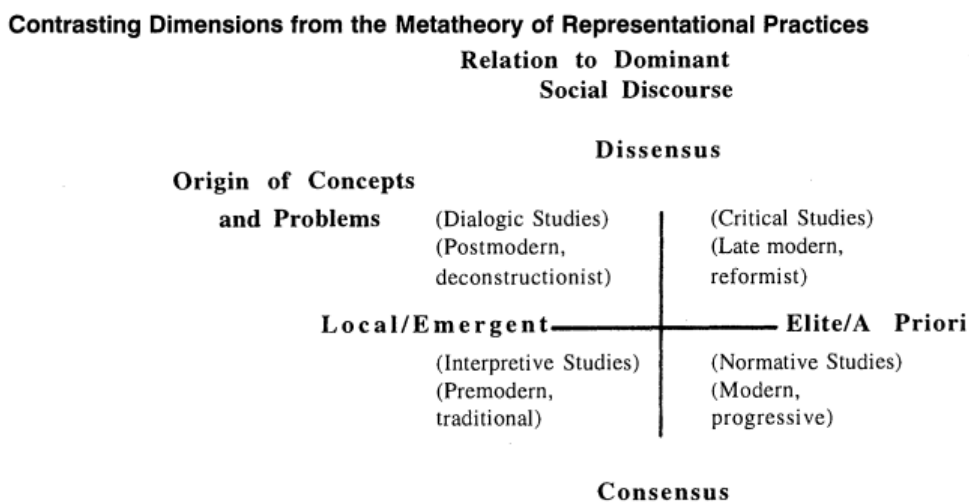 Contrasting Dimensions from the Metatheory of Representational Practices
Relation to Dominant
Social Discourse
Dissensus
Origin of Concepts
and Problems
(Dialogic Studies)
(Postmodern,
deconstructionist)
(Critical Studies)
(Late modern,
reformist)
Local/Emergent
Elite/A Priori
(Interpretive Studies)
(Premodern,
traditional)
(Normative Studies)
(Modern,
progressive)
Consensus